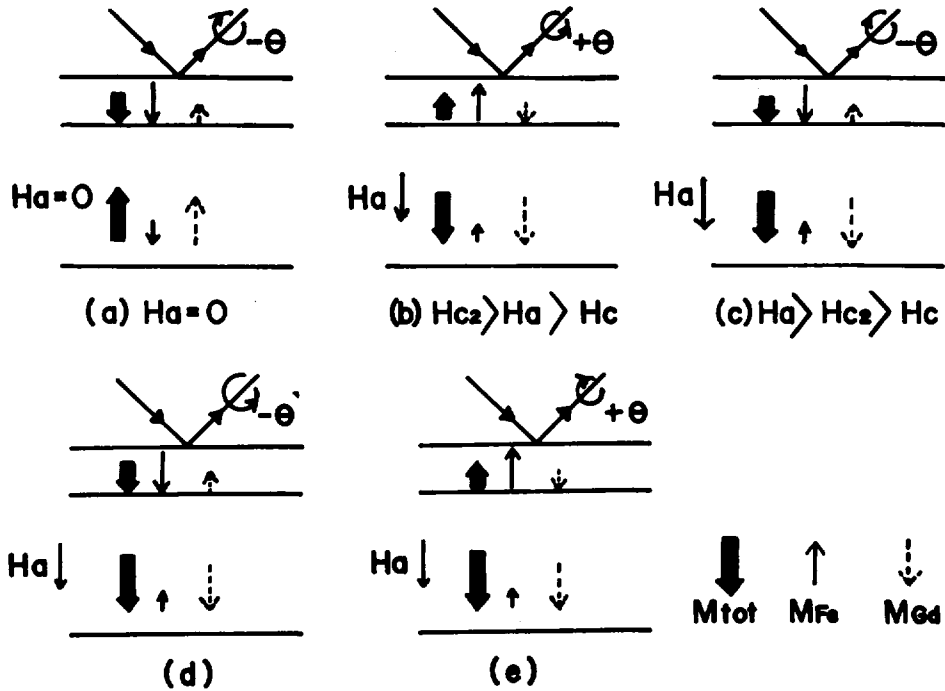 −θ
+θ
−θ
Ha=0
Ha
Ha
(a) Ha=0
(b) Hc2>Ha>Hc
(c) Ha>Hc2>Hc
−θ'
+θ
Ha
Ha
Mtot
MFe
MGd
(d)
(e)